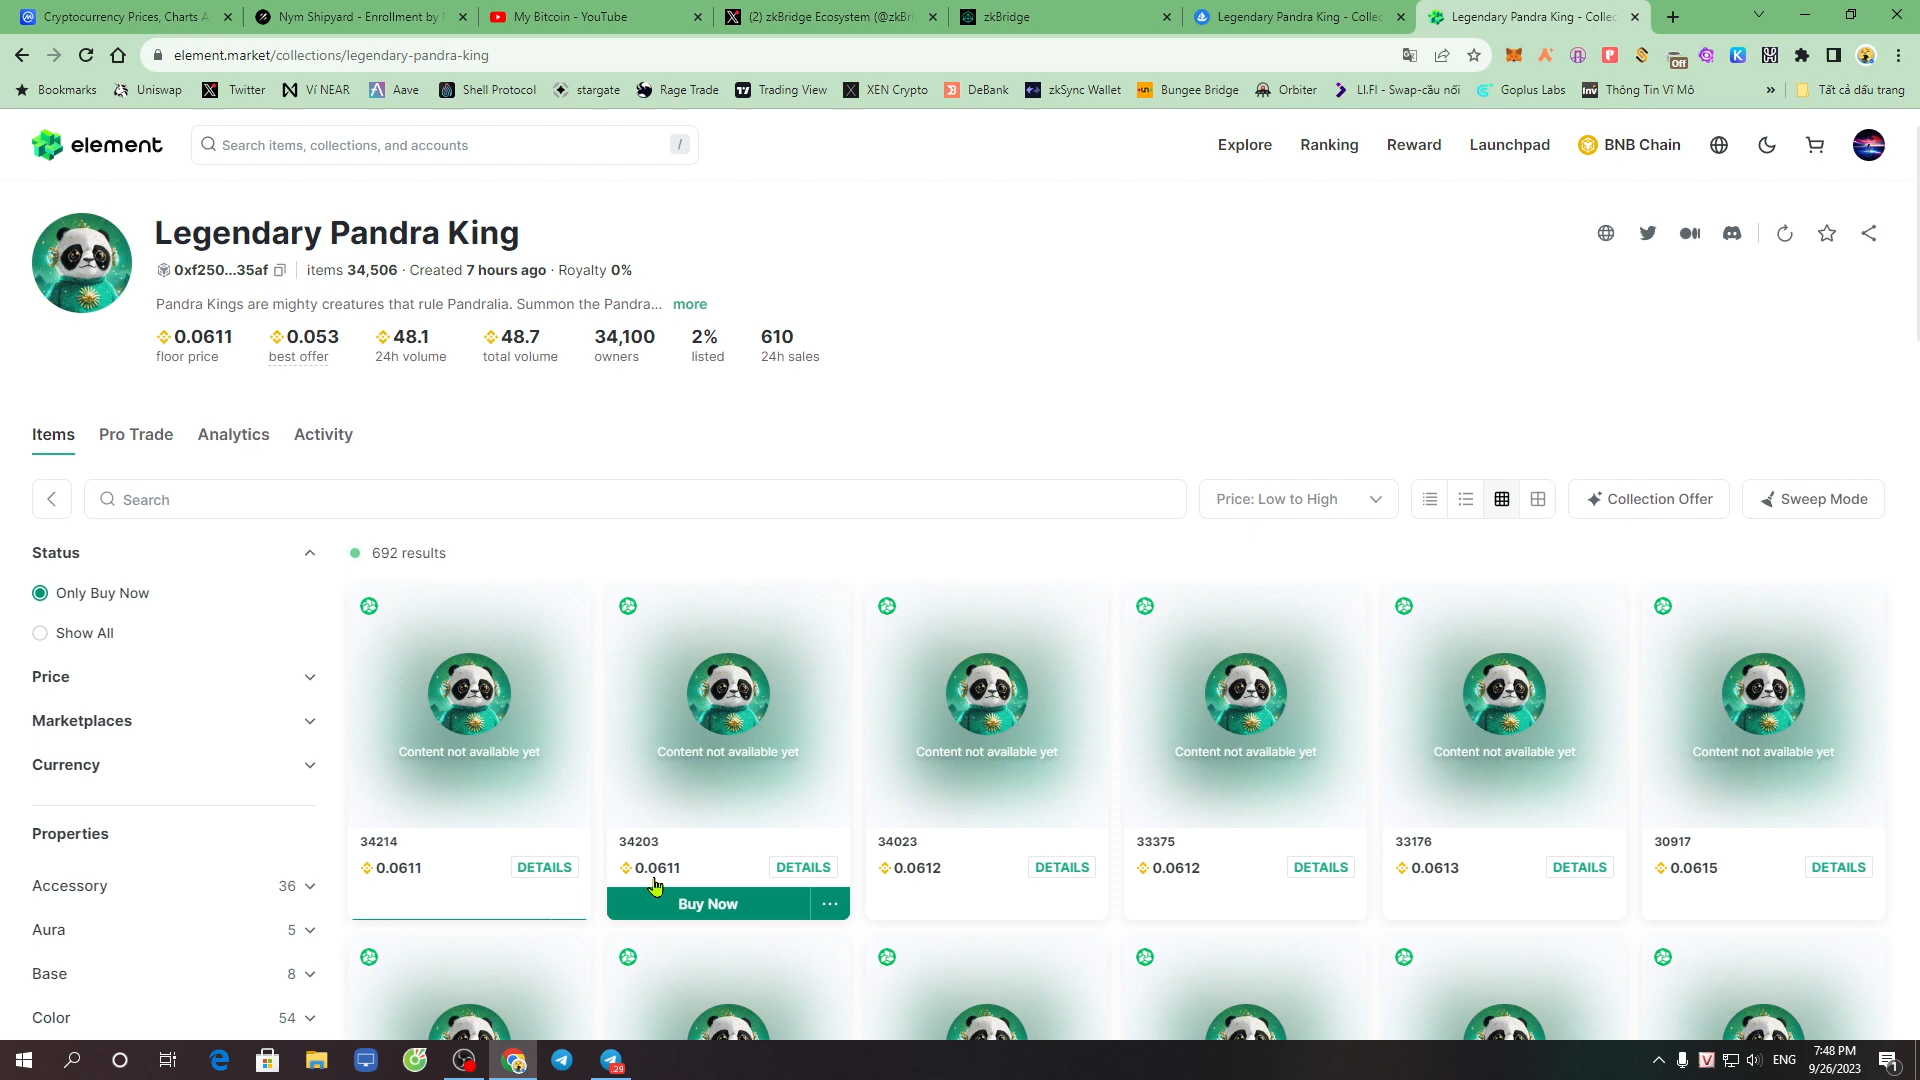 Cryptocurrency Prices, Charts A
Nym Shipyard - Enrollment by
My Bitcoin - YouTube
(2) zkBridge Ecosystem (@zkBri
zkBridge
Legendary Pandra King - Collec
Legendary Pandra King - Collec
element.market/collections/legendary-pandra-king
Off
Bookmarks
Uniswap
Twitter
Ví NEAR
Aave
Shell Protocol
stargate
Rage Trade
Trading View
XEN Crypto
DeBank
zkSync Wallet
Bungee Bridge
Orbiter
LI.FI - Swap-cầu nối
Goplus Labs
Thông Tin Vĩ Mô
Tất cả dấu trang
element
Search items, collections, and accounts
/
Explore
Ranking
Reward
Launchpad
BNB Chain
Legendary Pandra King
0xf250...35af
items 34,506 · Created 7 hours ago · Royalty 0%
Pandra Kings are mighty creatures that rule Pandralia. Summon the Pandra... more
0.0611 0.053 48.1 48.7 34,100 2% 610
floor price best offer 24h volume total volume owners listed 24h sales
Items Pro Trade Analytics Activity
Search
Price: Low to High
Collection Offer
Sweep Mode
Status
692 results
Only Buy Now
Show All
Price
Marketplaces
Currency
Properties
Accessory 36
Aura 5
Base 8
Color 54
Content not available yet
Content not available yet
Content not available yet
Content not available yet
Content not available yet
Content not available yet
34214
34203
34023
33375
33176
30917
0.0611 DETAILS
0.0611 DETAILS
0.0612 DETAILS
0.0612 DETAILS
0.0613 DETAILS
0.0615 DETAILS
Buy Now
29
ENG
7:48 PM
9/26/2023
1